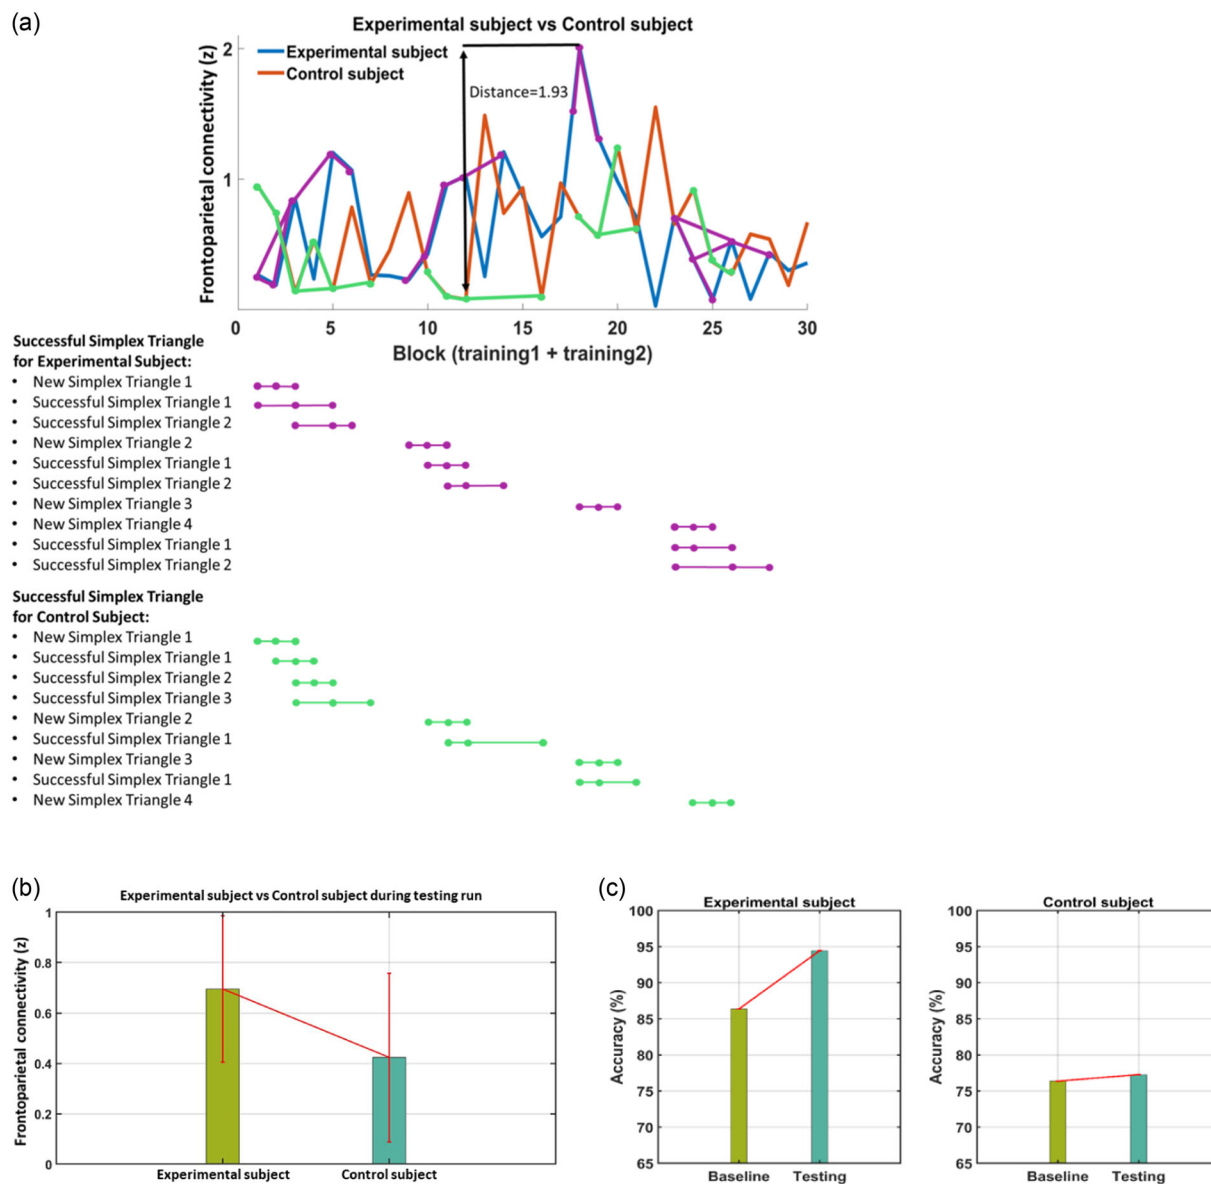 (a)
Experimental subject vs Control subject
Frontoparietal connectivity (z)
2
1
Experimental subject
Control subject
Distance=1.93
0 5 10 15 20 25 30
Block (training1 + training2)
Successful Simplex Triangle
for Experimental Subject:
• New Simplex Triangle 1
• Successful Simplex Triangle 1
• Successful Simplex Triangle 2
• New Simplex Triangle 2
• Successful Simplex Triangle 1
• Successful Simplex Triangle 2
• New Simplex Triangle 3
• New Simplex Triangle 4
• Successful Simplex Triangle 1
• Successful Simplex Triangle 2
Successful Simplex Triangle
for Control Subject:
• New Simplex Triangle 1
• Successful Simplex Triangle 1
• Successful Simplex Triangle 2
• Successful Simplex Triangle 3
• New Simplex Triangle 2
• Successful Simplex Triangle 1
• New Simplex Triangle 3
• Successful Simplex Triangle 1
• New Simplex Triangle 4
(b)
Experimental subject vs Control subject during testing run
Frontoparietal connectivity (z)
1
0.8
0.6
0.4
0.2
0
Experimental subject Control subject
(c)
Experimental subject
Accuracy (%)
100
95
90
85
80
75
70
65
Baseline Testing
Control subject
Accuracy (%)
100
95
90
85
80
75
70
65
Baseline Testing